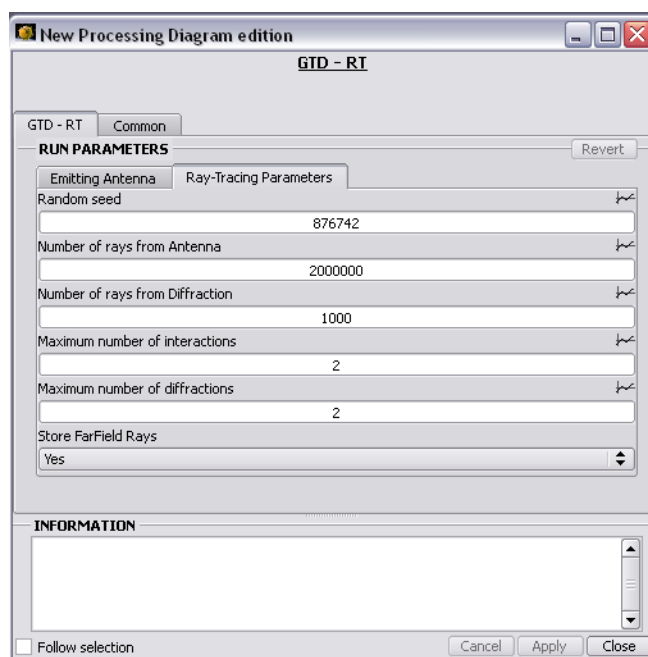 New Processing Diagram edition
GTD - RT
GTD - RT Common
RUN PARAMETERS Revert
Emitting Antenna Ray-Tracing Parameters
Random seed
876742
Number of rays from Antenna
2000000
Number of rays from Diffraction
1000
Maximum number of interactions
2
Maximum number of diffractions
2
Store FarField Rays
Yes
INFORMATION
Follow selection Cancel Apply Close